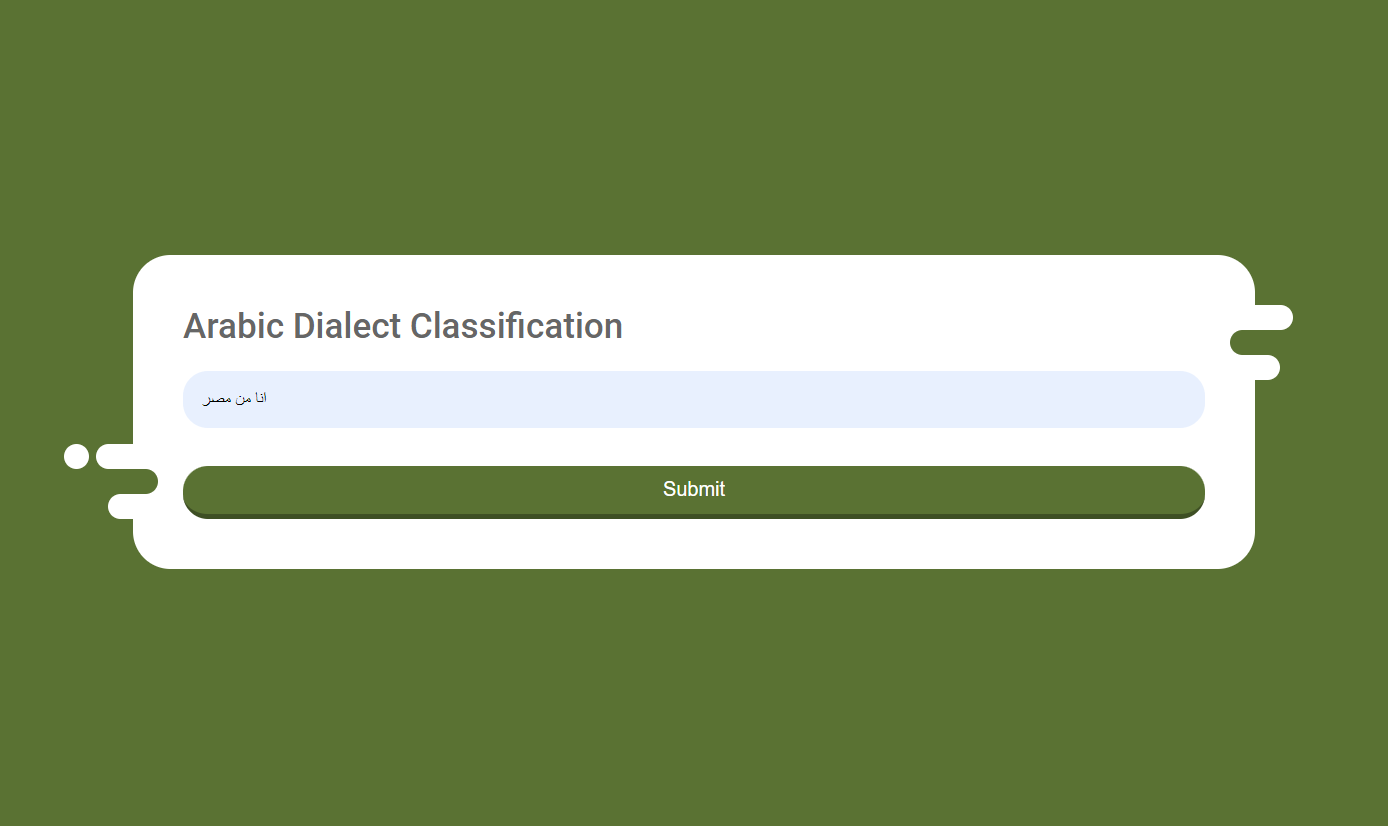 Arabic Dialect Classification
انا من مصر
Submit